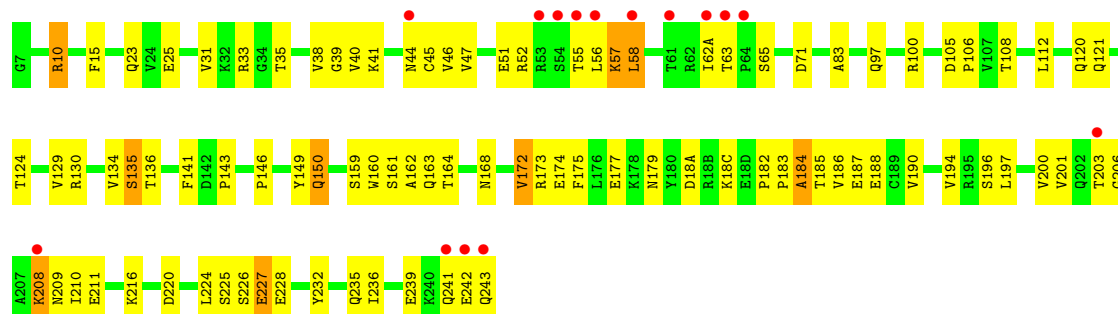 G7 R10 F15 Q23 V24 E25 V31 K32 R33 G34 T35 V38 G39 V40 K41 N44 C45 V46 V47 E51 R52 R53 S54 T55 L56 K57 L58 T61 R62 I62A T63 P64 S65 D71 A83 Q97 R100 D105 P106 V107 T108 L112 Q120 Q121
T124 V129 R130 V134 S135 T136 F141 D142 P143 P146 Y149 Q150 S159 W160 S161 A162 Q163 T164 N168 V172 R173 E174 F175 L176 E177 K178 N179 Y180 D18A R18B K18C E18D P182 P183 A184 T185 V186 E187 E188 C189 V190 V194 R195 S196 L197 V200 V201 Q202 T203
A207 K208 N209 I210 E211 K216 D220 L224 S225 S226 E227 E228 Y232 Q235 I236 E239 K240 Q241 E242 Q243